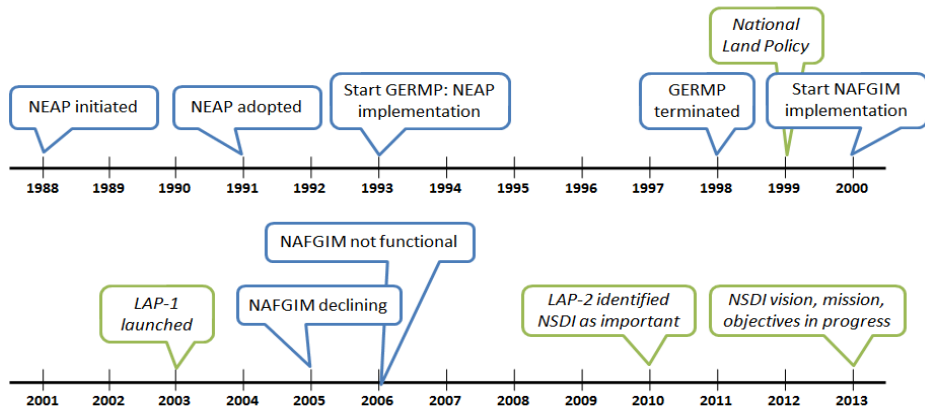 National
Land Policy
NEAP initiated
NEAP adopted
Start GERMP: NEAP
implementation
GERMP
terminated
Start NAFGIM
implementation
1988 1989 1990 1991 1992 1993 1994 1995 1996 1997 1998 1999 2000
NAFGIM not functional
LAP-1
launched
NAFGIM declining
LAP-2 identified
NSDI as important
NSDI vision, mission,
objectives in progress
2001 2002 2003 2004 2005 2006 2007 2008 2009 2010 2011 2012 2013